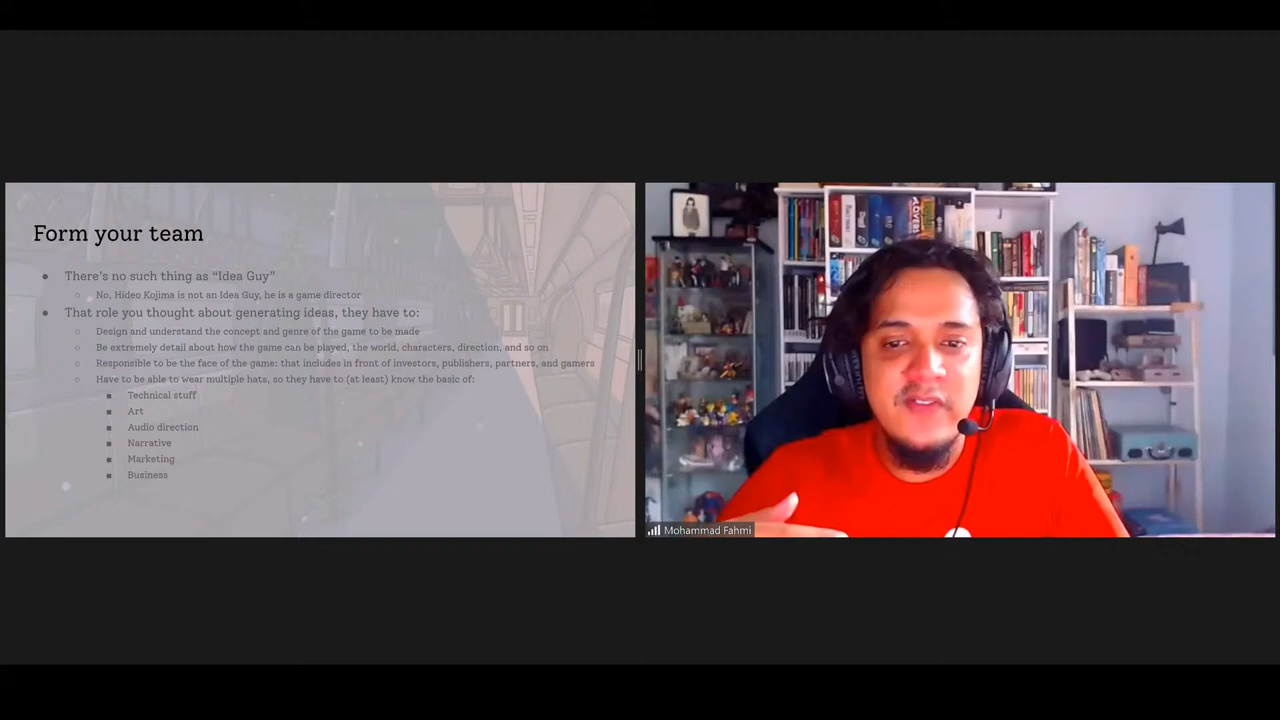 Form your team
● There's no such thing as “Idea Guy”
○ No, Hideo Kojima is not an Idea Guy, he is a game director
● That role you thought about generating ideas, they have to:
○ Design and understand the concept and genre of the game to be made
○ Be extremely detail about how the game can be played, the world, characters, direction, and so on
○ Responsible to be the face of the game: that includes in front of investors, publishers, partners, and gamers
○ Have to be able to wear multiple hats, so they have to (at least) know the basic of:
■ Technical stuff
■ Art
■ Audio direction
■ Narrative
■ Marketing
■ Business
Mohammad Fahmi